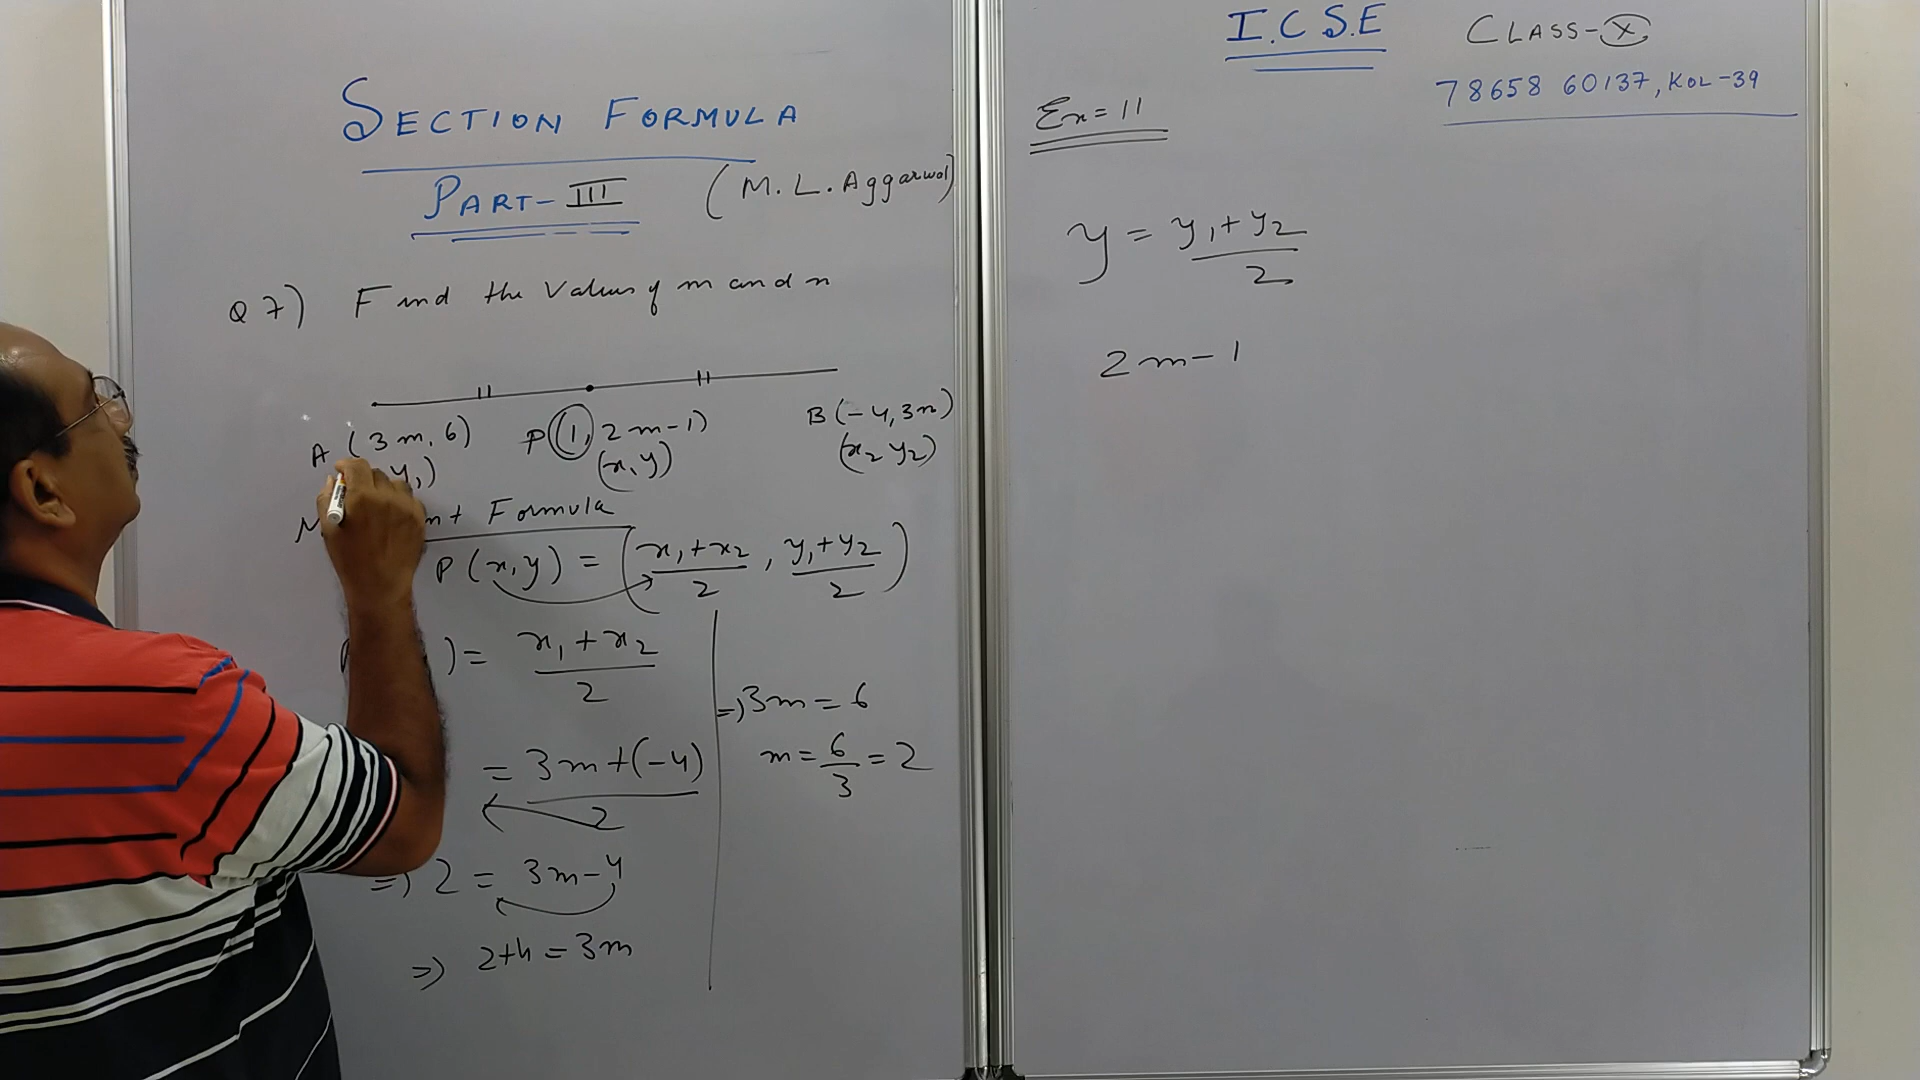 SECTION FORMULA
PART-III (M.L.Aggarwal)
Q 7) Find the Values of m and n
A (3m, 6) P(1, 2m-1) B(-4, 3n)
y₁) (x, y) (x₂ y₂)
Formula
P(x, y) = (x₁+x₂/2, y₁+y₂/2)
)= x₁+x₂/2
= 3m+(-4)/2
=) 2 = 3m-4
=) 2+4 = 3m
=) 3m = 6
m = 6/3 = 2
I.C.S.E CLASS-X
78658 60137, KOL-39
Ex=11
y = y₁+y₂/2
2m-1